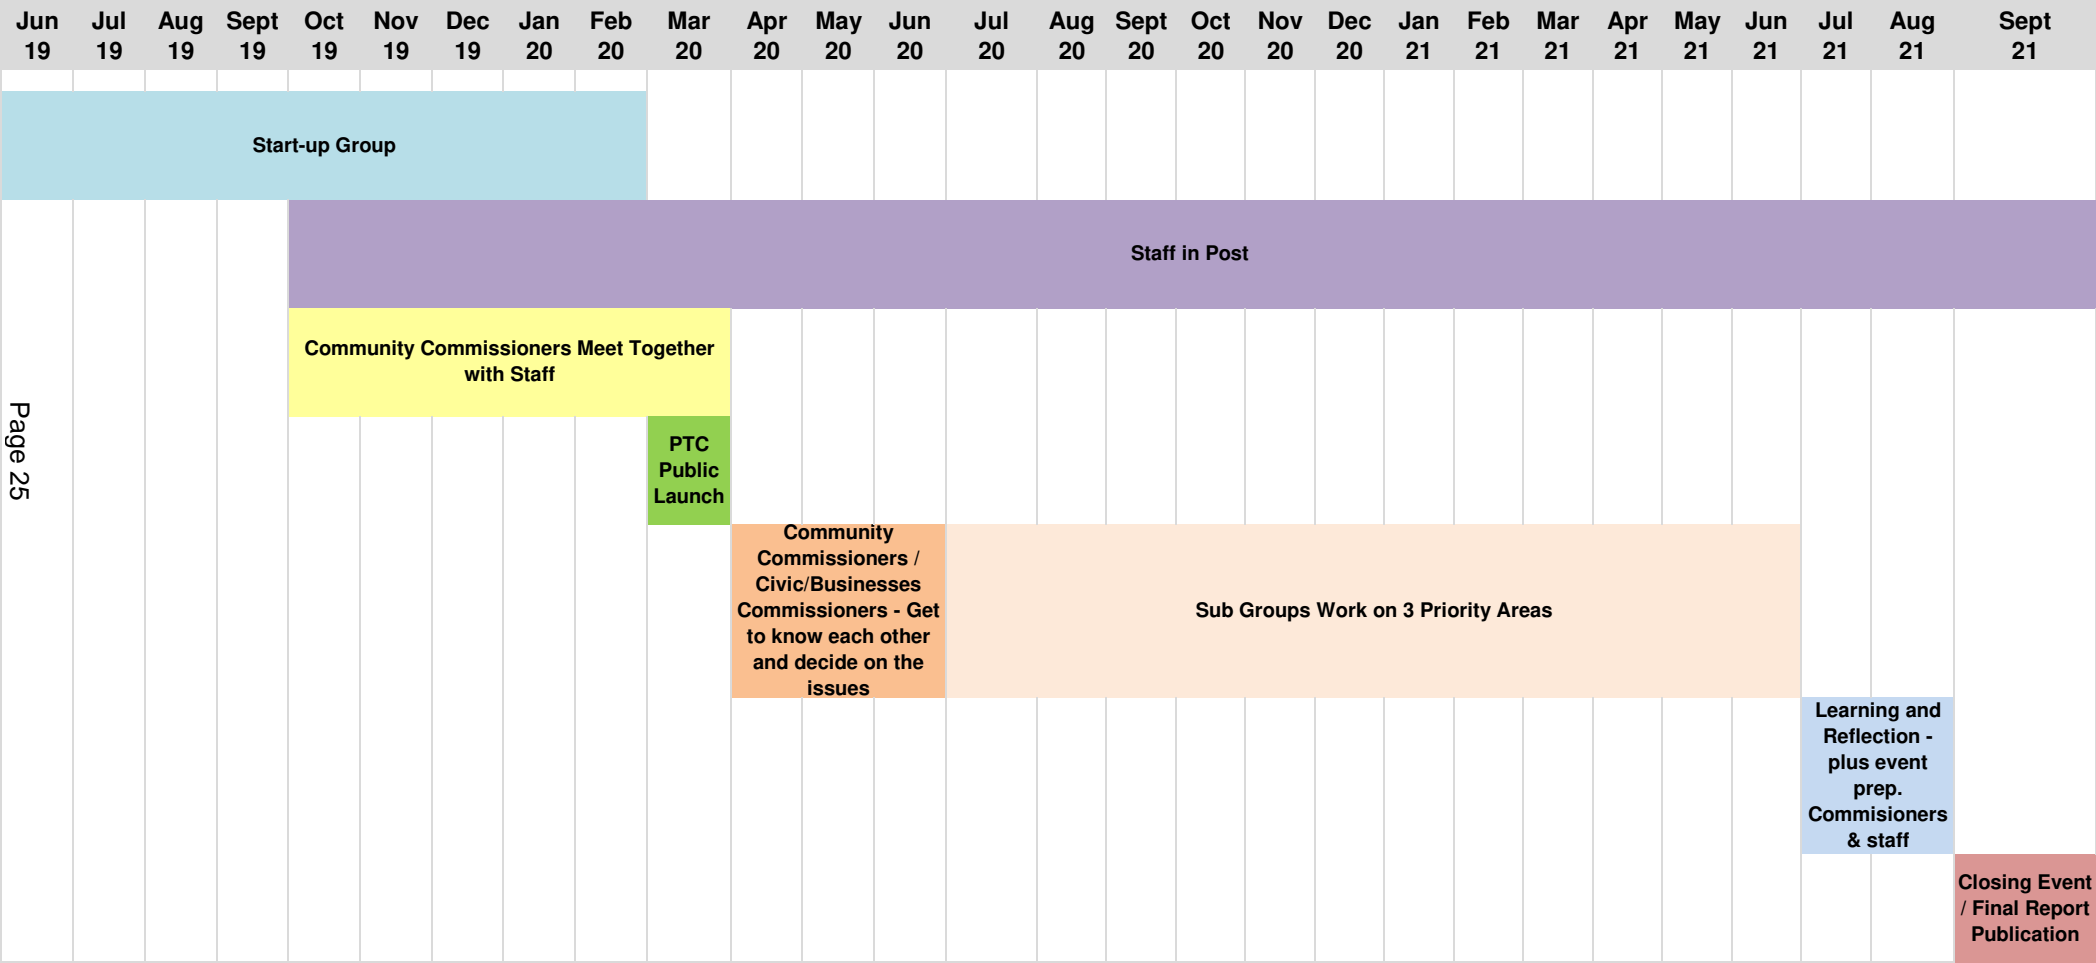 Jun Jul Aug Sept Oct Nov Dec Jan Feb Mar Apr May Jun Jul Aug Sept Oct Nov Dec Jan Feb Mar Apr May Jun Jul Aug Sept
19 19 19 19 19 19 19 20 20 20 20 20 20 20 20 20 20 20 20 21 21 21 21 21 21 21 21 21
Start-up Group
Staff in Post
Community Commissioners Meet Together
with Staff
Page 25
PTC
Public
Launch
Community
Commissioners /
Civic/Businesses
Commissioners - Get
to know each other
and decide on the
issues
Sub Groups Work on 3 Priority Areas
Learning and
Reflection -
plus event
prep.
Commisioners
& staff
Closing Event
/ Final Report
Publication